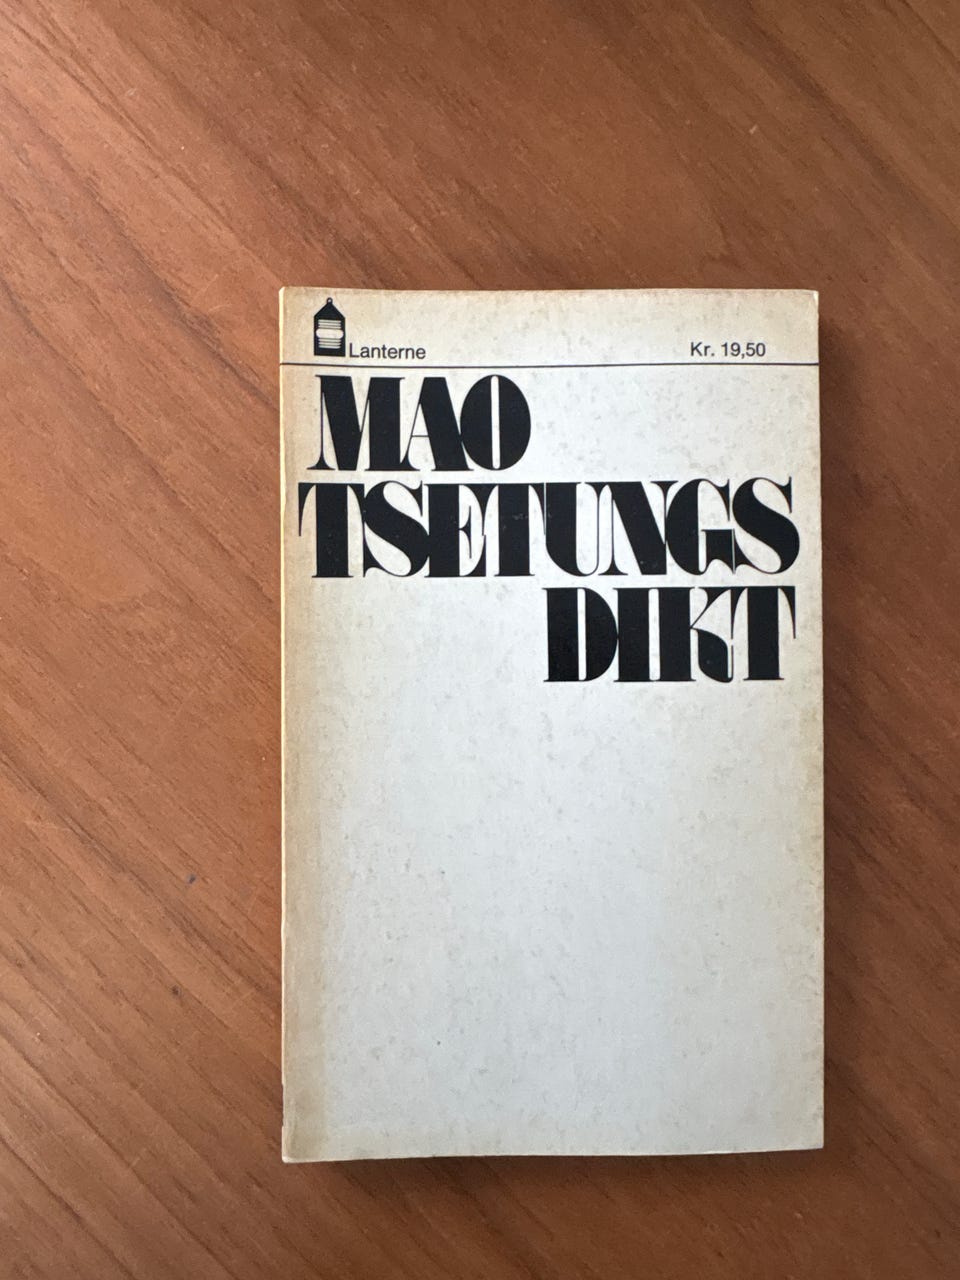 Lanterne Kr. 19,50
MAO
TSETUNGS
DIKT